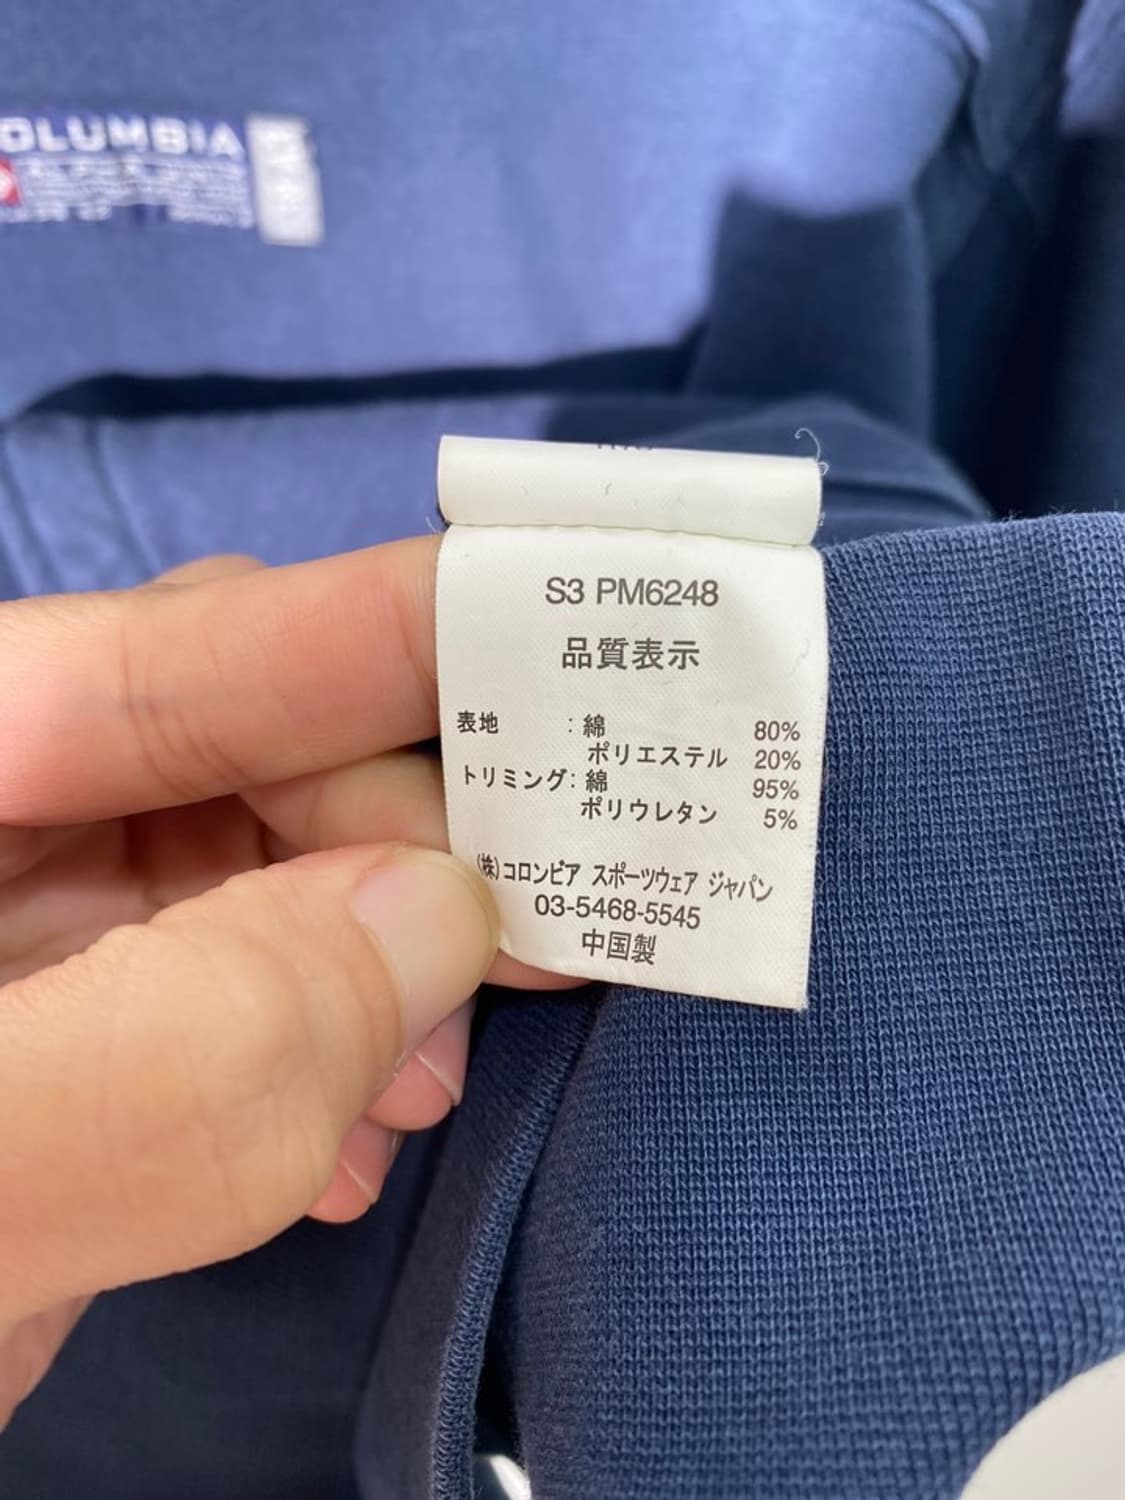 OLUMBIA
S3 PM6248
品質表示
表地 : 綿 80%
ポリエステル 20%
トリミング: 綿 95%
ポリウレタン 5%
(株)コロンビア スポーツウェア ジャパン
03-5468-5545
中国製